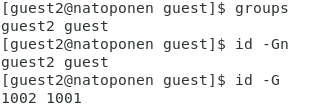 [guest2@natoponen guest]$ groups
guest2 guest
[guest2@natoponen guest]$ id -Gn
guest2 guest
[guest2@natoponen guest]$ id -G
1002 1001